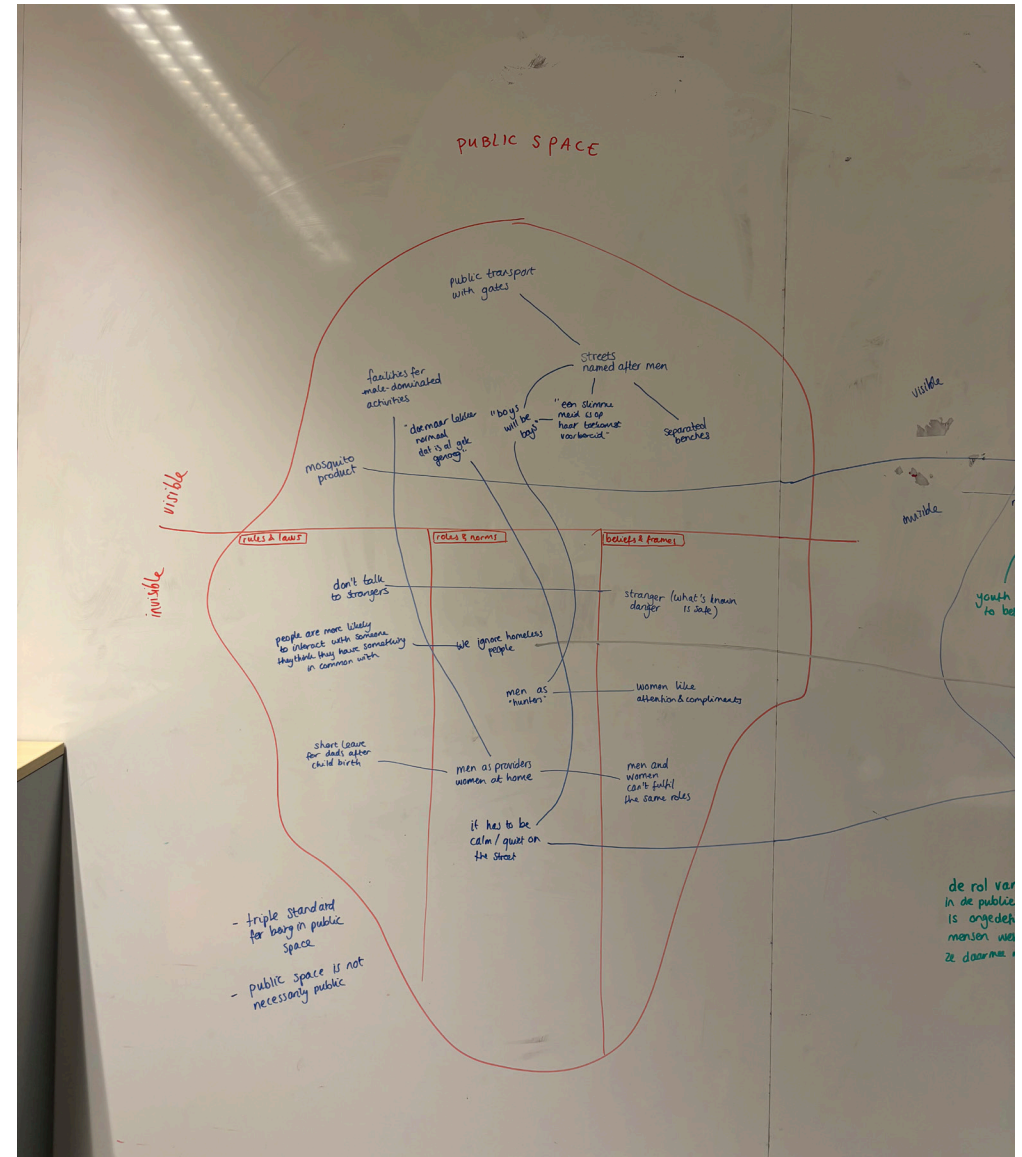 PUBLIC SPACE
public transport
with gates
streets
named after men
facilities for
male-dominated
activities
"doe maar lekker
normaal
dat is al gek
genoeg"
"boys
will be
boys"
"een slimme
meid is op
haar toekomst
voorbereid"
separated
benches
mosquito
product
visible
invisible
rules & laws
roles & norms
beliefs & frames
don't talk
to strangers
stranger (what's known
danger is safe)
people are more likely
to interact with someone
they think they have something
in common with
we ignore homeless
people
men as
"hunters"
women like
attention & compliments
short leave
for dads after
child birth
men as providers
women at home
men and
women
can't fulfil
the same roles
it has to be
calm / quiet on
the street
- triple standard
for being in public
space
- public space is not
necessarily public
visible
invisible
youth
to be
de rol van
in de publie
is ongedef
mensen we
ze daarmee